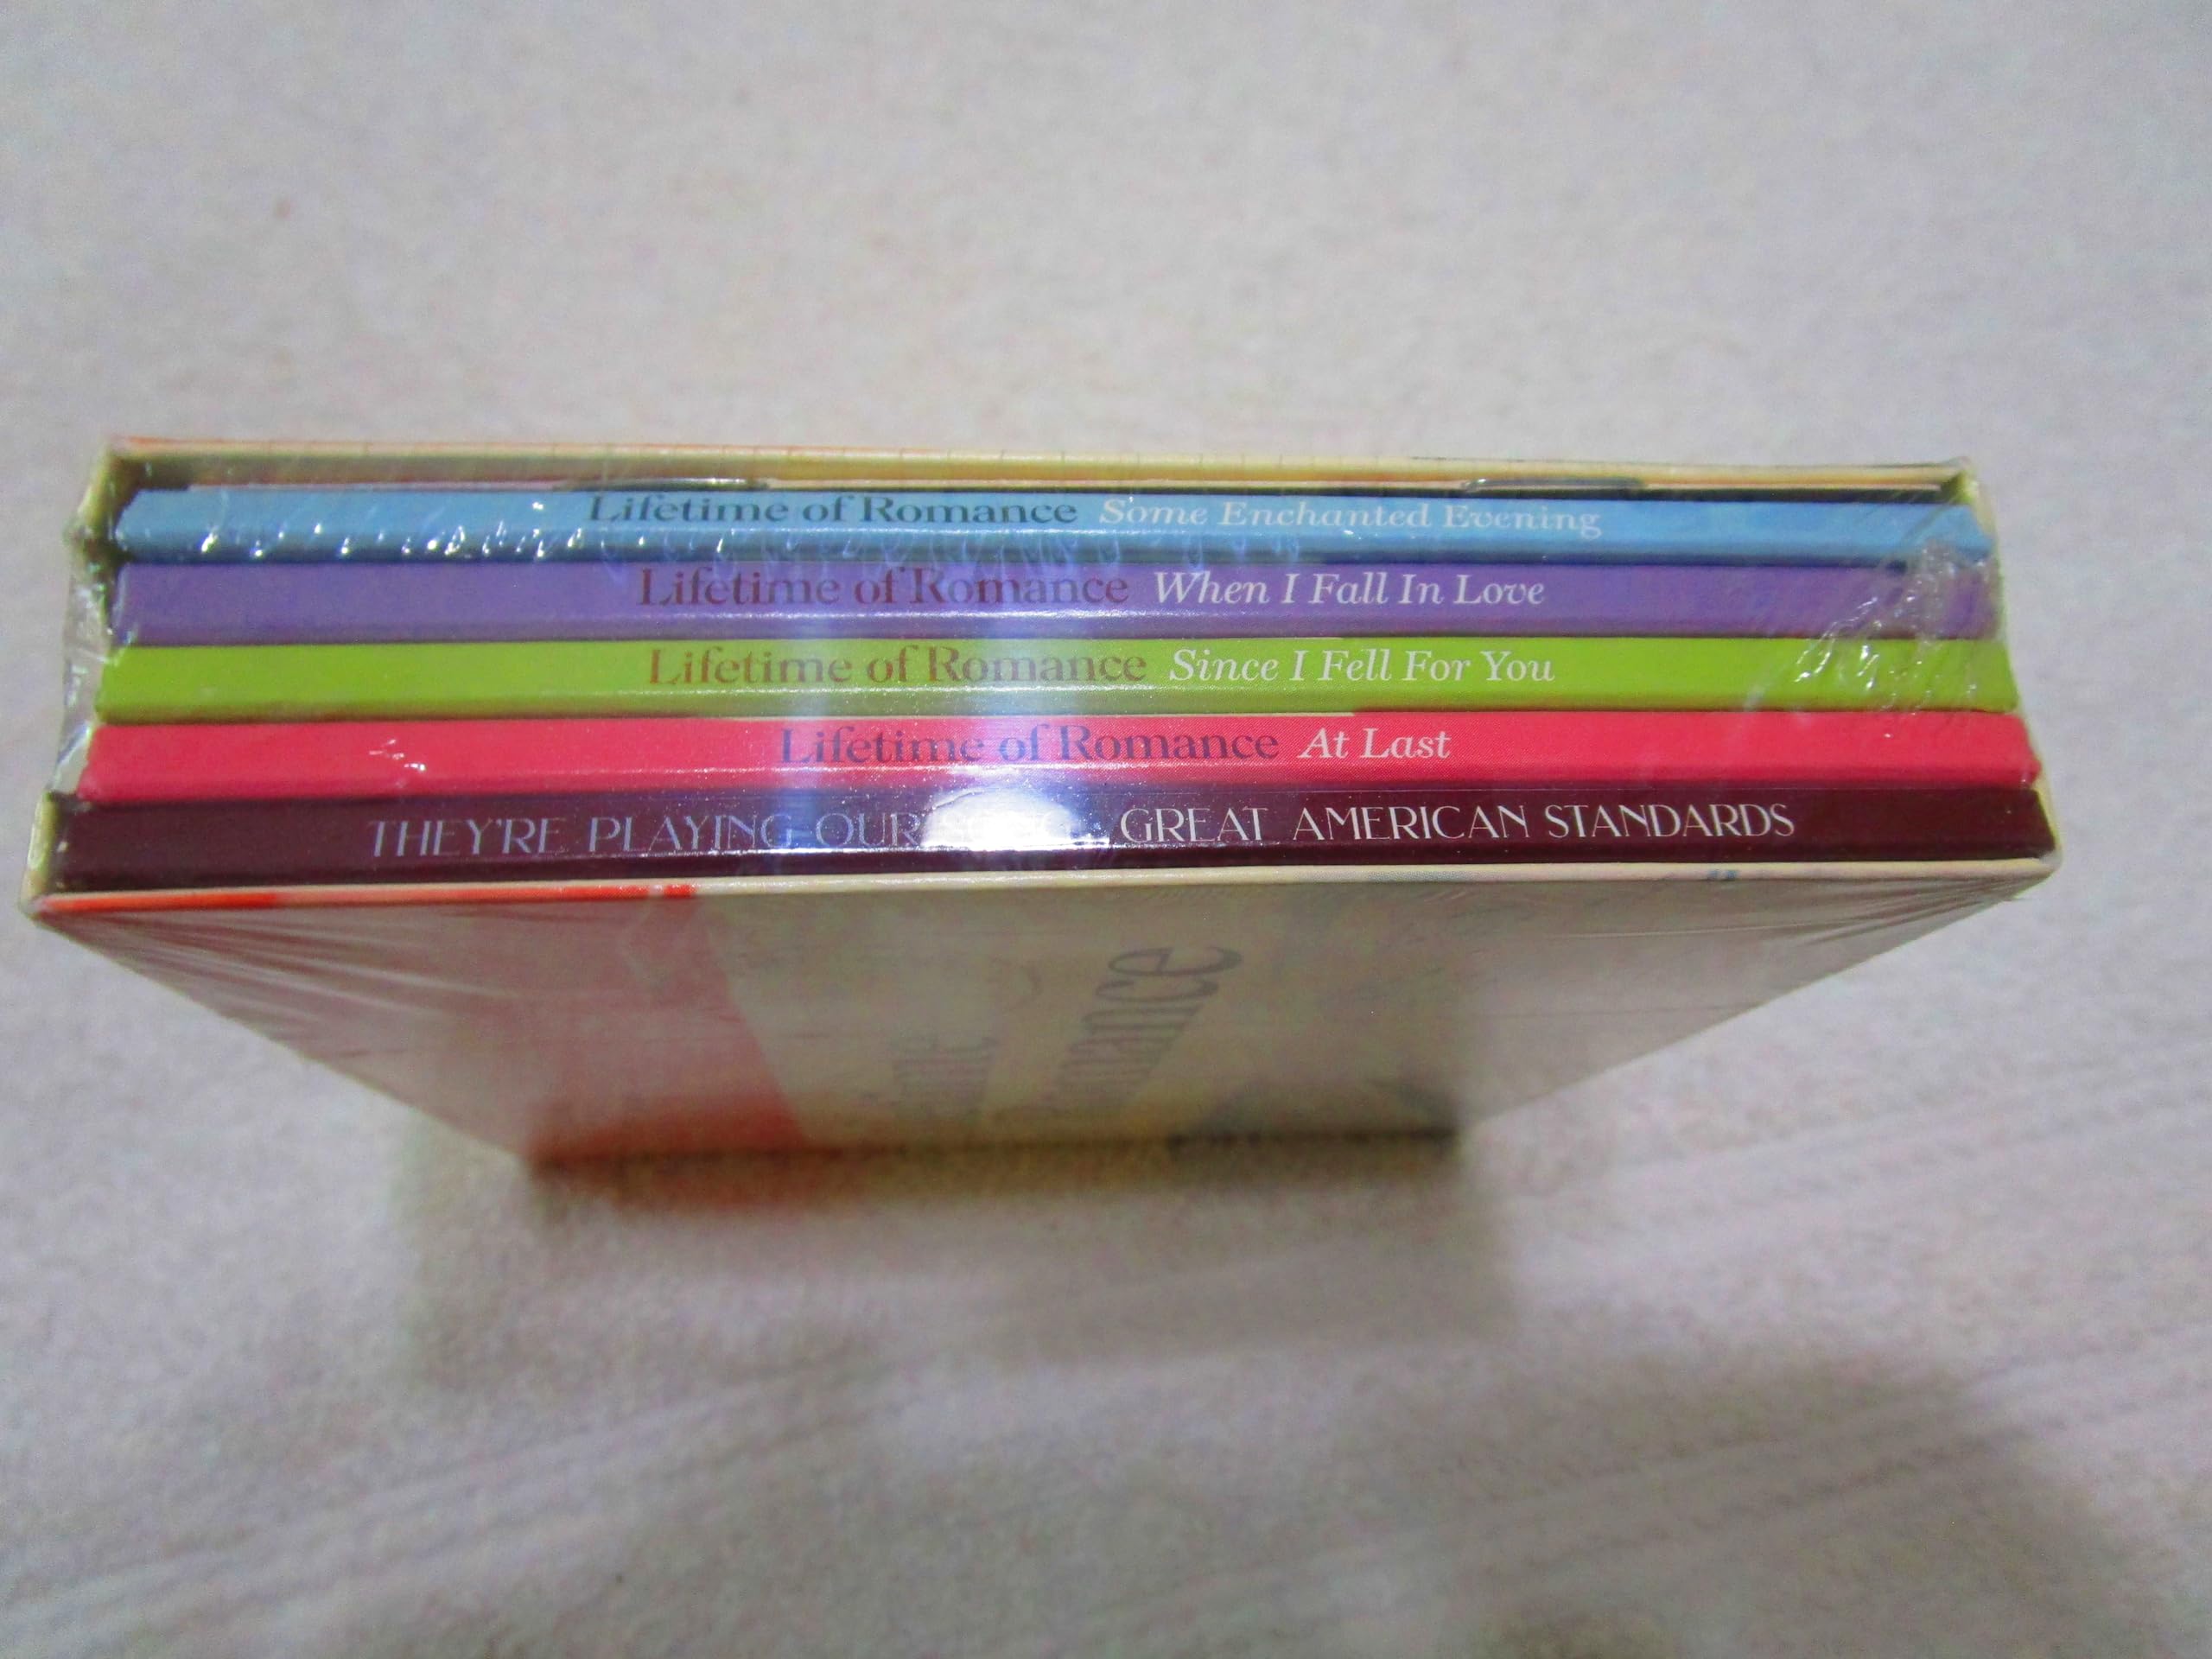 Lifetime of Romance Some Enchanted Evening
Lifetime of Romance When I Fall In Love
Lifetime of Romance Since I Fell For You
Lifetime of Romance At Last
THEY'RE PLAYING OUR GREAT AMERICAN STANDARDS